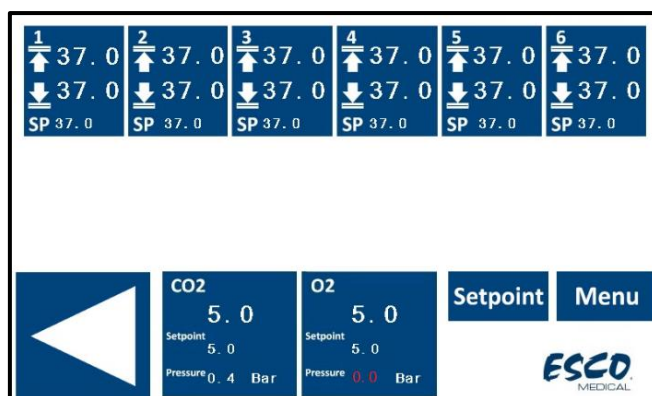 1 2 3 4 5 6
37.0 37.0 37.0 37.0 37.0 37.0
37.0 37.0 37.0 37.0 37.0 37.0
SP 37.0 SP 37.0 SP 37.0 SP 37.0 SP 37.0 SP 37.0
CO2 O2
5.0 5.0
Setpoint Menu
Setpoint Setpoint
5.0 5.0
Pressure 0.4 Bar Pressure 0.0 Bar
ESCO
MEDICAL